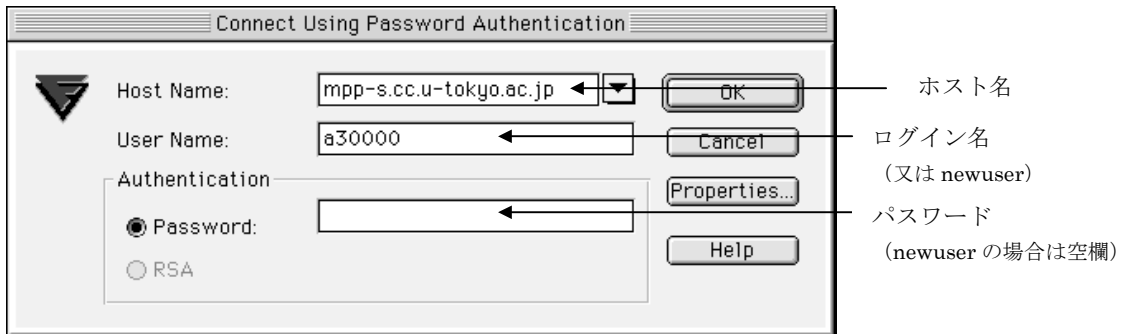 Connect Using Password Authentication
Host Name:
mpp-s.cc.u-tokyo.ac.jp
OK
ホスト名
User Name:
a30000
Cancel
ログイン名
（又は newuser）
Authentication
Properties...
Password:
パスワード
（newuser の場合は空欄）
RSA
Help